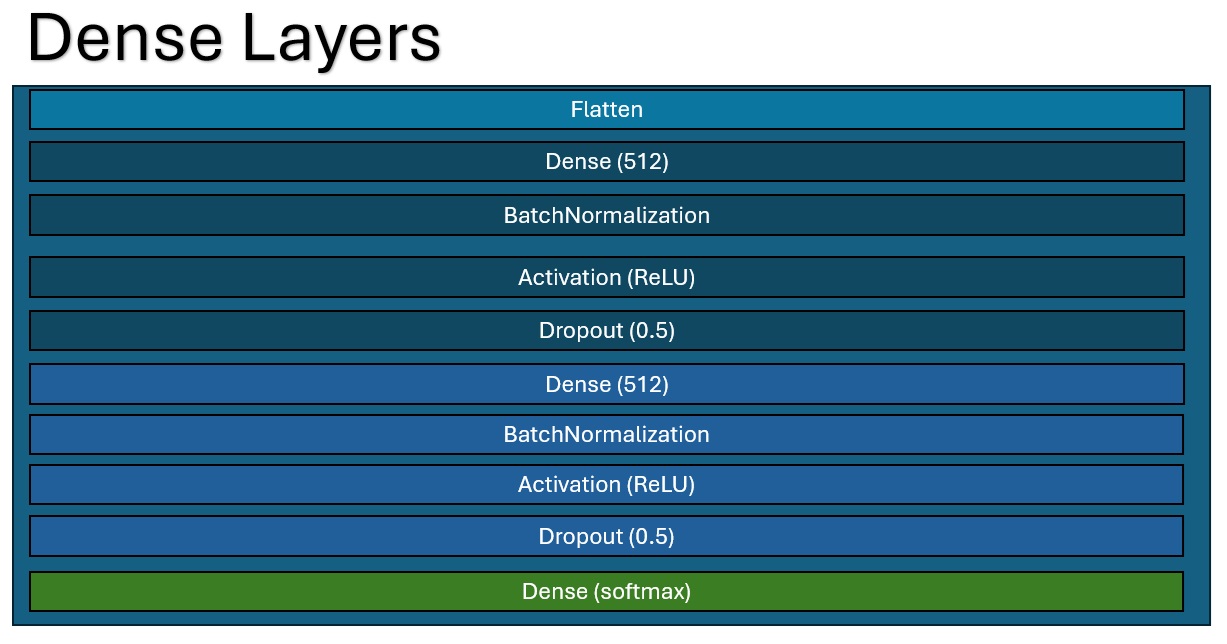 Dense Layers
Flatten
Dense (512)
BatchNormalization
Activation (ReLU)
Dropout (0.5)
Dense (512)
BatchNormalization
Activation (ReLU)
Dropout (0.5)
Dense (softmax)